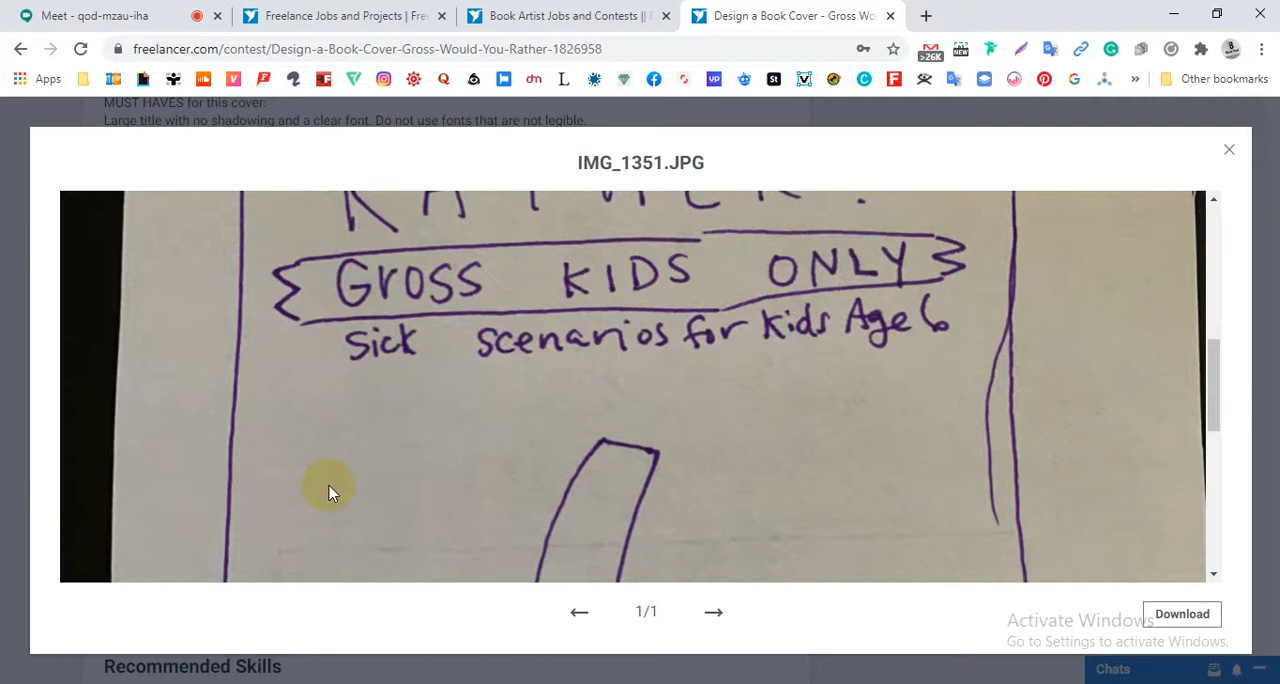 Meet - qod-mzau-iha
Freelance Jobs and Projects | Fre
Book Artist Jobs and Contests ||
Design a Book Cover - Gross Wo
freelancer.com/contest/Design-a-Book-Cover-Gross-Would-You-Rather-1826958
>26K
NEW
Apps
Other bookmarks
MUST HAVES for this cover:
Large title with no shadowing and a clear font. Do not use fonts that are not legible.
IMG_1351.JPG
RATHER?
GROSS KIDS ONLY
Sick scenarios for Kids Age 6
1/1
Download
Activate Windows
Go to Settings to activate Windows.
Recommended Skills
Chats